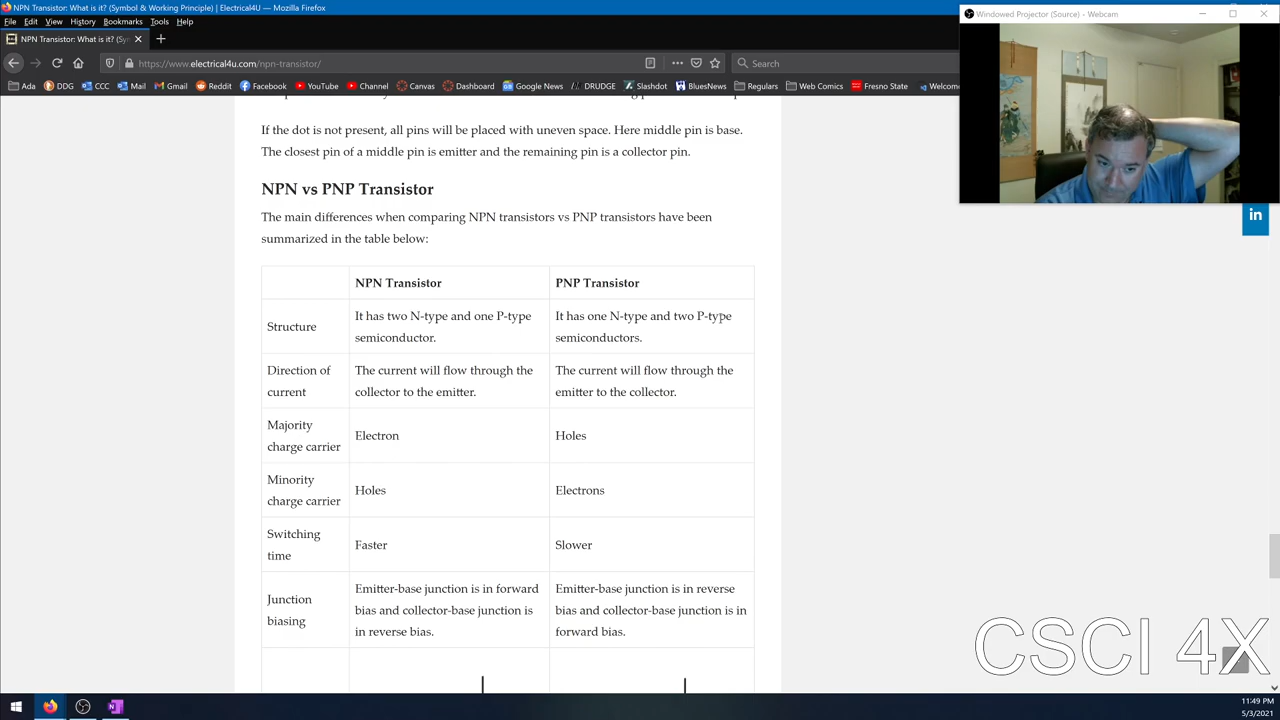 NPN Transistor: What is it? (Symbol & Working Principle) | Electrical4U — Mozilla Firefox
File Edit View History Bookmarks Tools Help
NPN Transistor: What is it? (Sy
https://www.electrical4u.com/npn-transistor/
Search
Ada DDG CCC Mail Gmail Reddit Facebook YouTube Channel Canvas Dashboard Google News DRUDGE Slashdot BluesNews Regulars Web Comics Fresno State Welcome
Windowed Projector (Source) - Webcam
If the dot is not present, all pins will be placed with uneven space. Here middle pin is base.
The closest pin of a middle pin is emitter and the remaining pin is a collector pin.
NPN vs PNP Transistor
The main differences when comparing NPN transistors vs PNP transistors have been
summarized in the table below:
NPN Transistor PNP Transistor
Structure
It has two N-type and one P-type
semiconductor.
It has one N-type and two P-type
semiconductors.
Direction of
current
The current will flow through the
collector to the emitter.
The current will flow through the
emitter to the collector.
Majority
charge carrier
Electron
Holes
Minority
charge carrier
Holes
Electrons
Switching
time
Faster
Slower
Junction
biasing
Emitter-base junction is in forward
bias and collector-base junction is
in reverse bias.
Emitter-base junction is in reverse
bias and collector-base junction is in
forward bias.
in
CSCI 4X
11:49 PM
5/3/2021